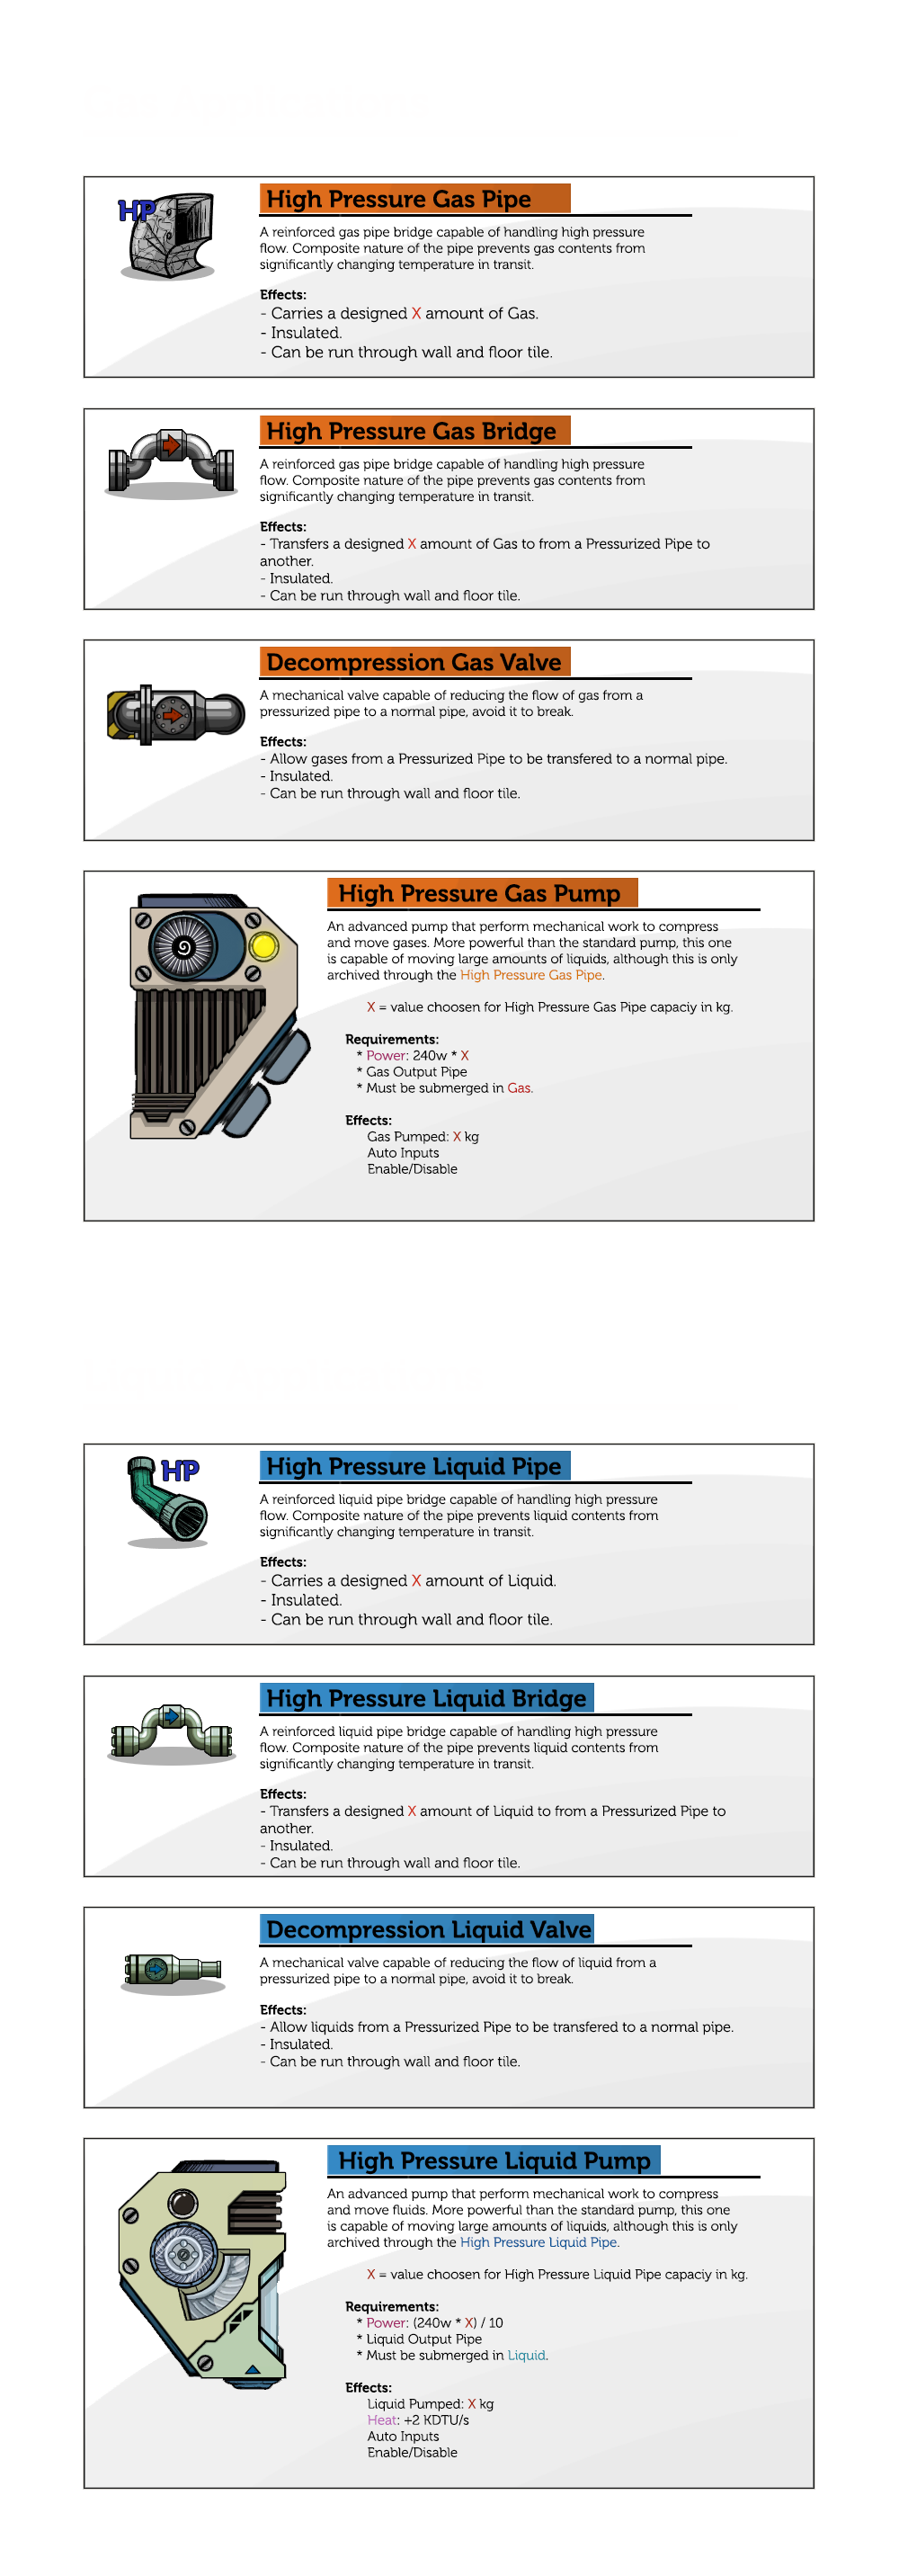 Gas Applications
HP
High Pressure Gas Pipe
A reinforced gas pipe bridge capable of handling high pressure
flow. Composite nature of the pipe prevents gas contents from
significantly changing temperature in transit.
Effects:
- Carries a designed X amount of Gas.
- Insulated.
- Can be run through wall and floor tile.
High Pressure Gas Bridge
A reinforced gas pipe bridge capable of handling high pressure
flow. Composite nature of the pipe prevents gas contents from
significantly changing temperature in transit.
Effects:
- Transfers a designed X amount of Gas to from a Pressurized Pipe to
another.
- Insulated.
- Can be run through wall and floor tile.
Decompression Gas Valve
A mechanical valve capable of reducing the flow of gas from a
pressurized pipe to a normal pipe, avoid it to break.
Effects:
- Allow gases from a Pressurized Pipe to be transfered to a normal pipe.
- Insulated.
- Can be run through wall and floor tile.
High Pressure Gas Pump
An advanced pump that perform mechanical work to compress
and move gases. More powerful than the standard pump, this one
is capable of moving large amounts of liquids, although this is only
archived through the High Pressure Gas Pipe.
X = value choosen for High Pressure Gas Pipe capaciy in kg.
Requirements:
* Power: 240w * X
* Gas Output Pipe
* Must be submerged in Gas.
Effects:
Gas Pumped: X kg
Auto Inputs
Enable/Disable
Liquid Applications
HP
High Pressure Liquid Pipe
A reinforced liquid pipe bridge capable of handling high pressure
flow. Composite nature of the pipe prevents liquid contents from
significantly changing temperature in transit.
Effects:
- Carries a designed X amount of Liquid.
- Insulated.
- Can be run through wall and floor tile.
High Pressure Liquid Bridge
A reinforced liquid pipe bridge capable of handling high pressure
flow. Composite nature of the pipe prevents liquid contents from
significantly changing temperature in transit.
Effects:
- Transfers a designed X amount of Liquid to from a Pressurized Pipe to
another.
- Insulated.
- Can be run through wall and floor tile.
Decompression Liquid Valve
A mechanical valve capable of reducing the flow of liquid from a
pressurized pipe to a normal pipe, avoid it to break.
Effects:
- Allow liquids from a Pressurized Pipe to be transfered to a normal pipe.
- Insulated.
- Can be run through wall and floor tile.
High Pressure Liquid Pump
An advanced pump that perform mechanical work to compress
and move fluids. More powerful than the standard pump, this one
is capable of moving large amounts of liquids, although this is only
archived through the High Pressure Liquid Pipe.
X = value choosen for High Pressure Liquid Pipe capaciy in kg.
Requirements:
* Power: (240w * X) / 10
* Liquid Output Pipe
* Must be submerged in Liquid.
Effects:
Liquid Pumped: X kg
Heat: +2 KDTU/s
Auto Inputs
Enable/Disable